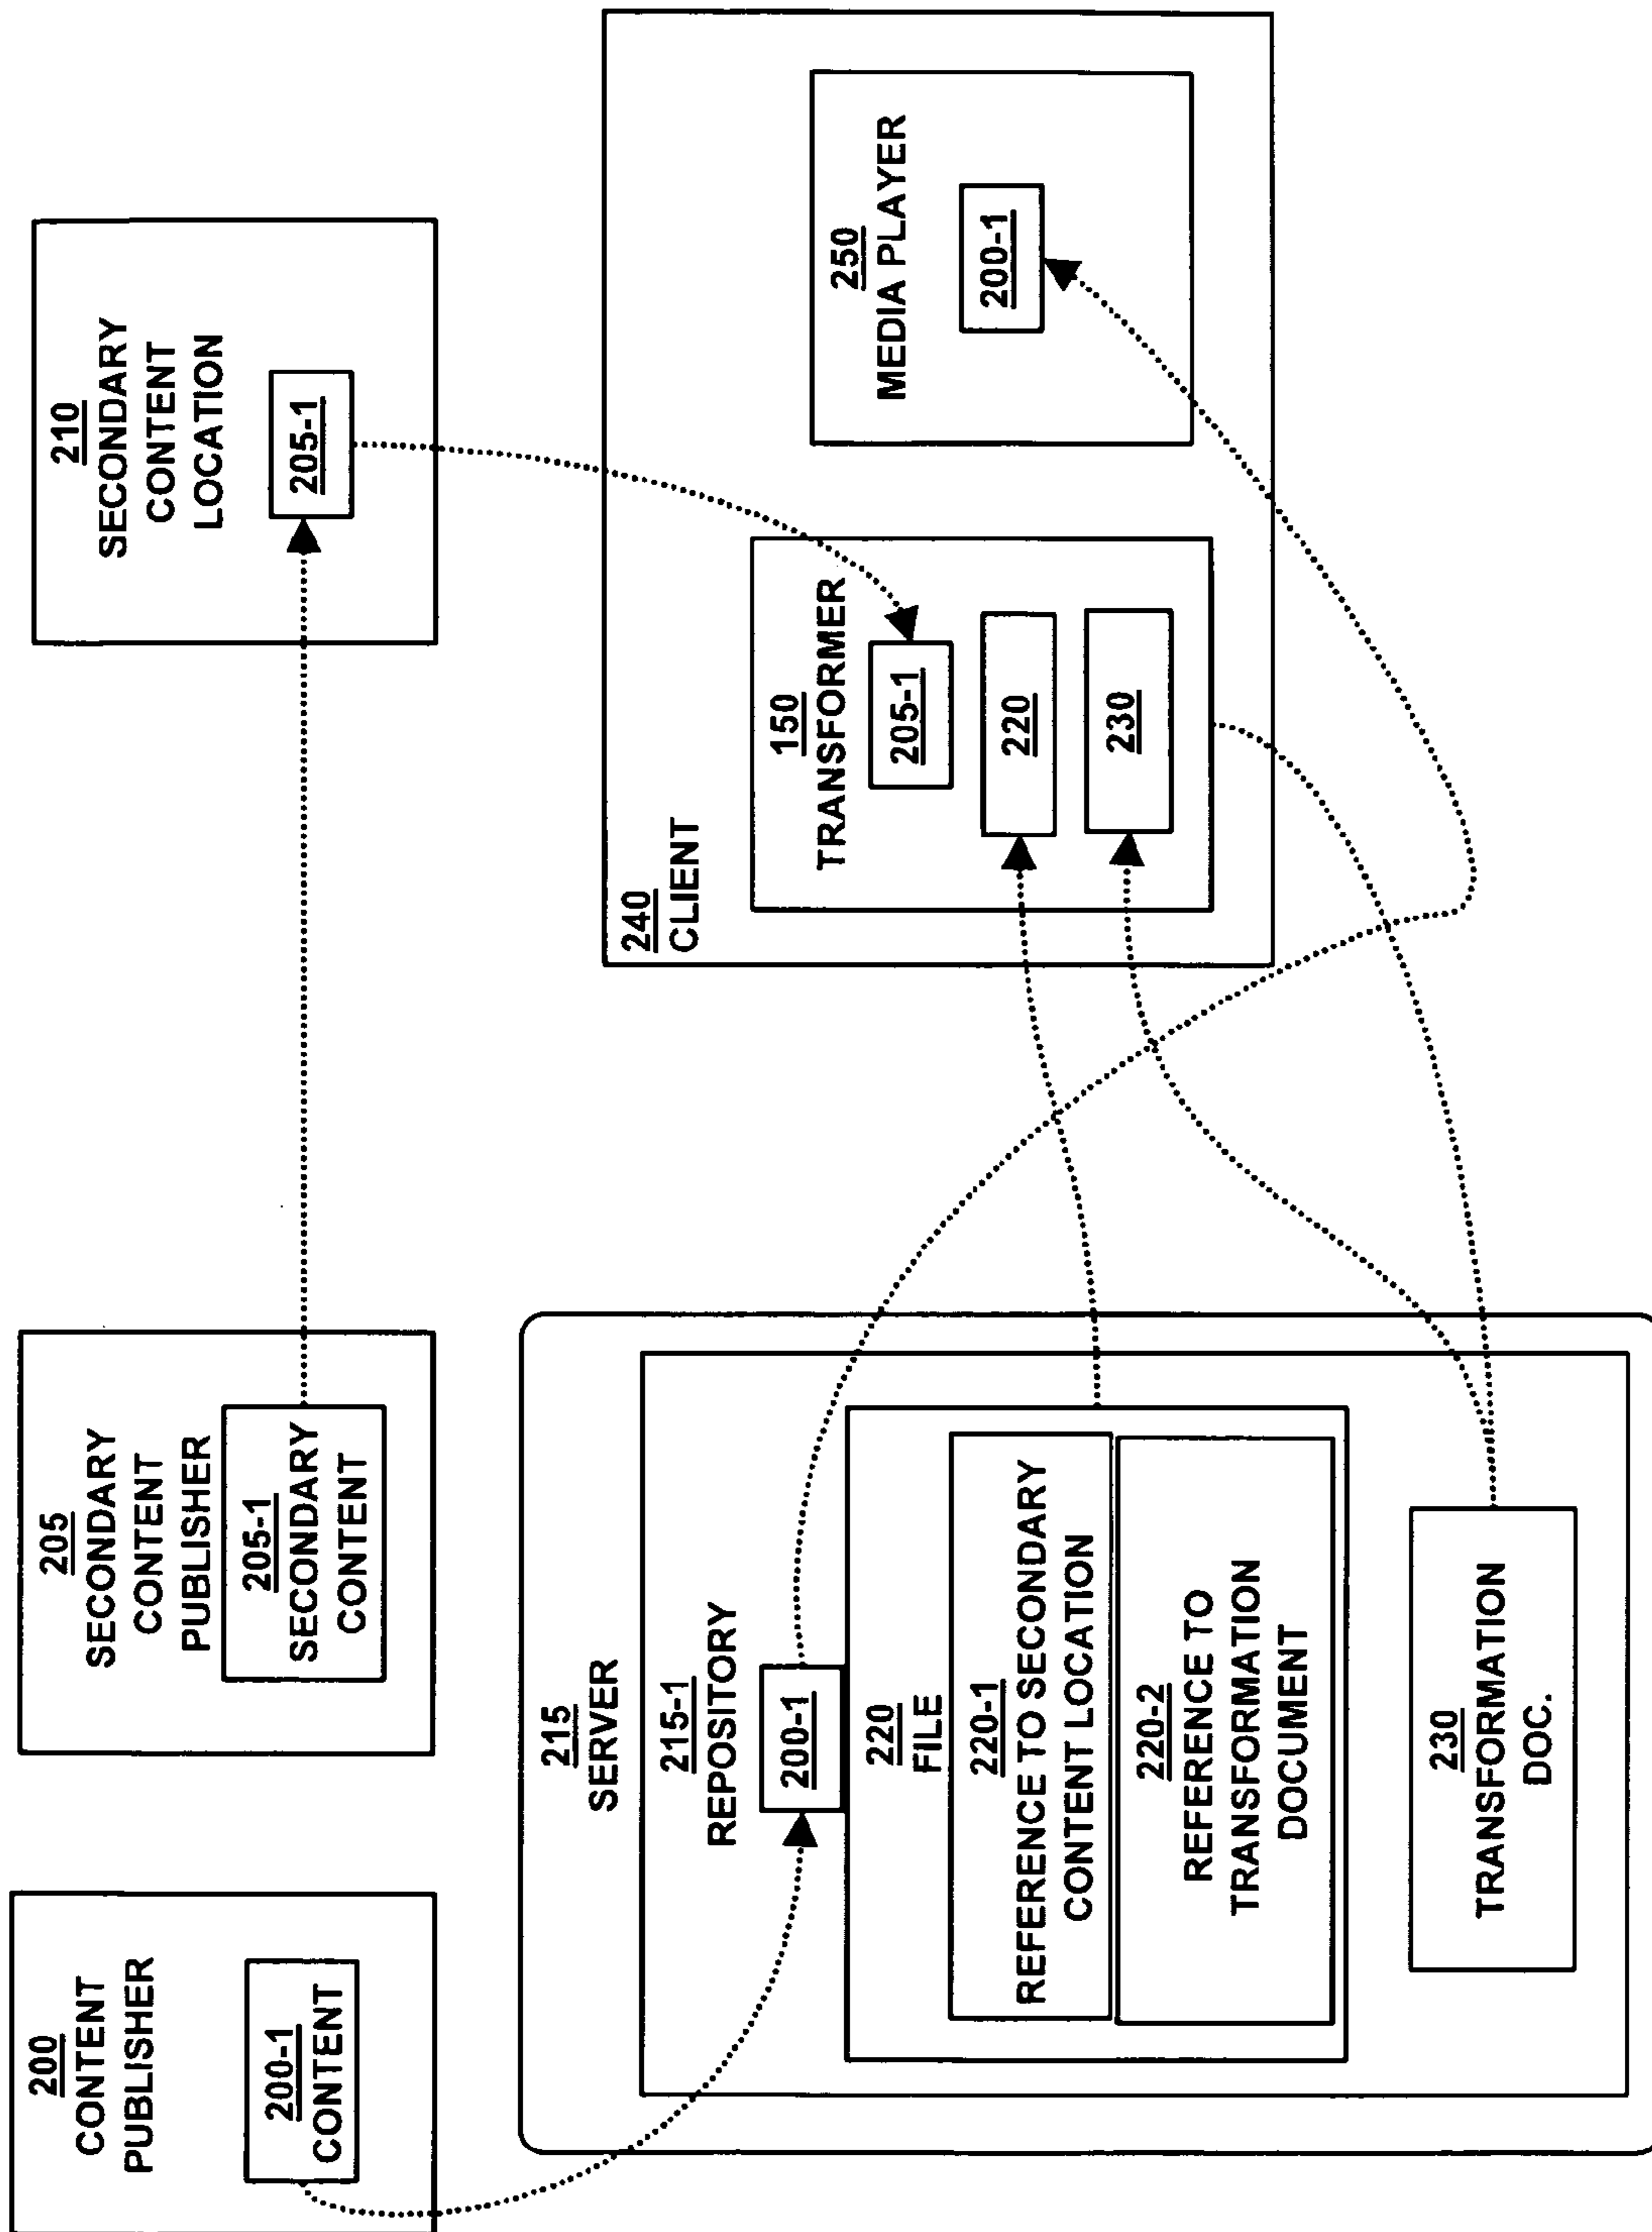 200
CONTENT
PUBLISHER
200-1
CONTENT
205
SECONDARY
CONTENT
PUBLISHER
205-1
SECONDARY
CONTENT
210
SECONDARY
CONTENT
LOCATION
205-1
215
SERVER
215-1
REPOSITORY
200-1
220
FILE
220-1
REFERENCE TO SECONDARY
CONTENT LOCATION
220-2
REFERENCE TO
TRANSFORMATION
DOCUMENT
230
TRANSFORMATION
DOC.
240
CLIENT
150
TRANSFORMER
205-1
220
230
250
MEDIA PLAYER
200-1